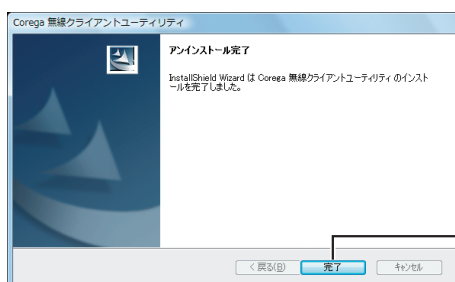 Corega 無線クライアントユーティリティ
アンインストール完了
InstallShield Wizard は Corega 無線クライアントユーティリティ のインスト
ールを完了しました。
< 戻る(B)
完了
キャンセル